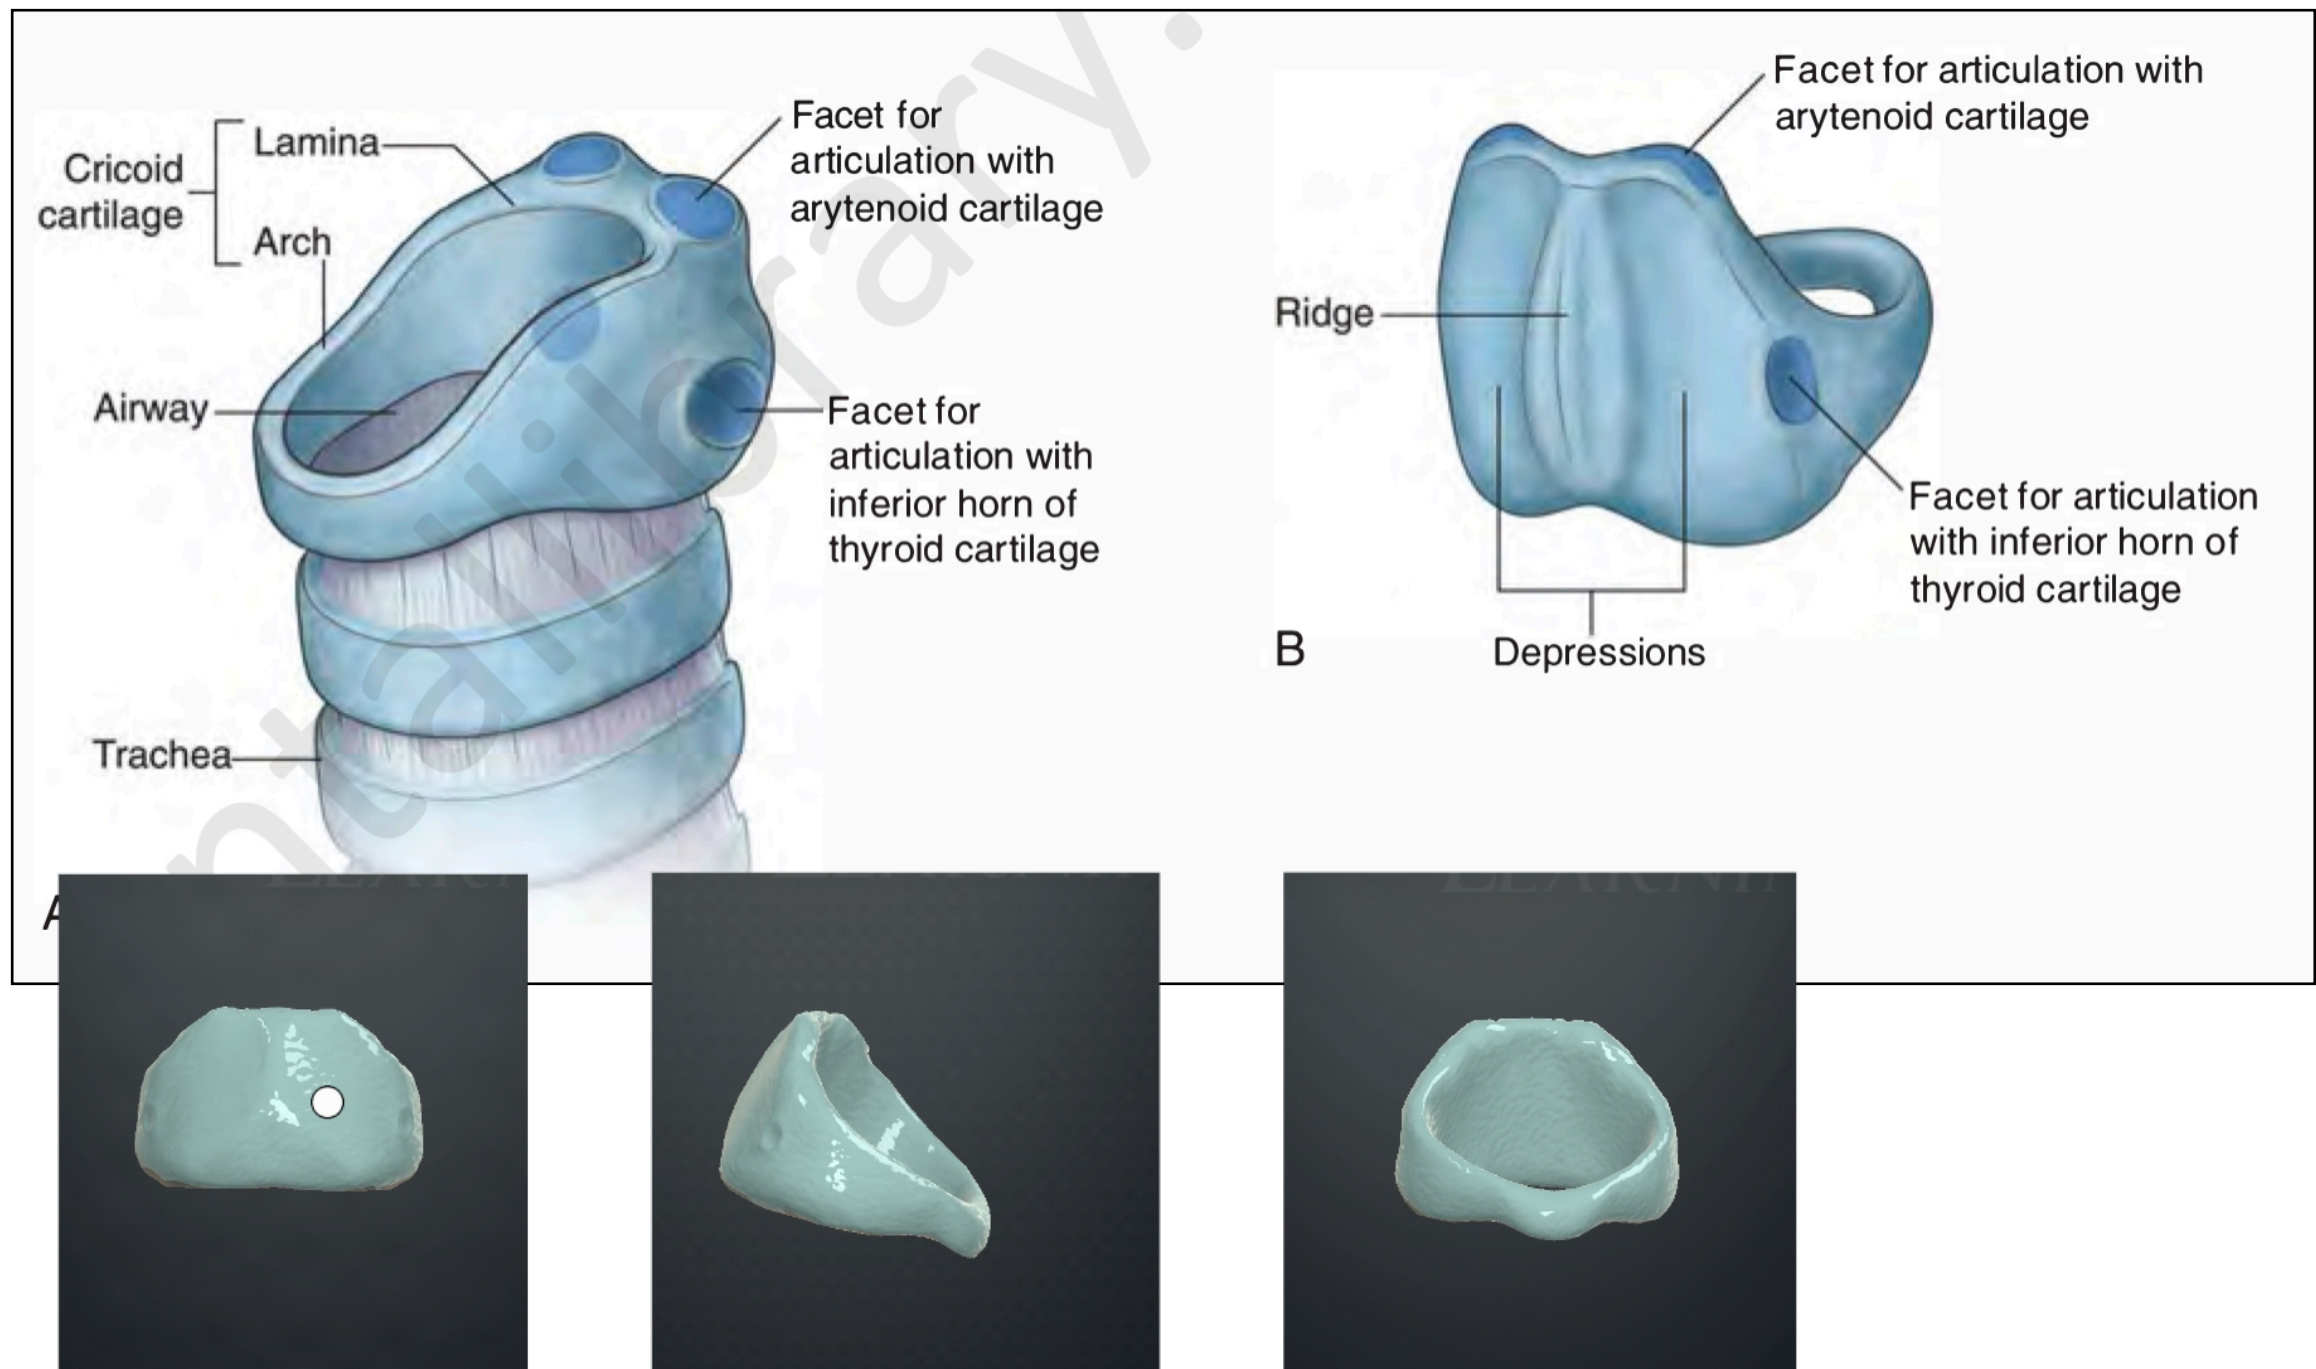 Cricoid
cartilage
Lamina
Arch
Airway
Trachea
Facet for
articulation with
arytenoid cartilage
Facet for
articulation with
inferior horn of
thyroid cartilage
A
Facet for articulation with
arytenoid cartilage
Ridge
Facet for articulation
with inferior horn of
thyroid cartilage
Depressions
B
ntalibrary.